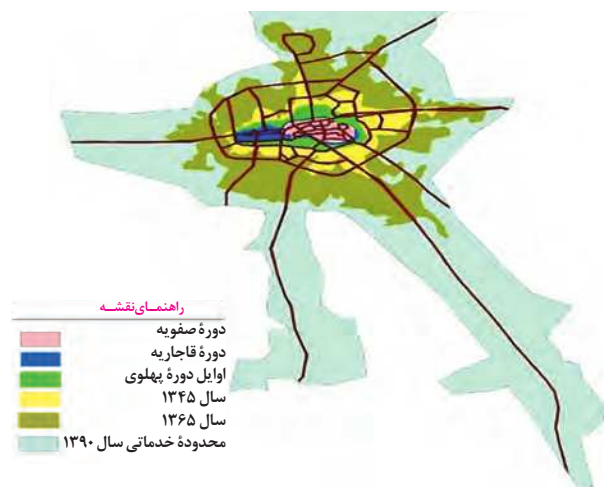 راهنمـای‌نقشـه
دورهٔ صفویه
دورهٔ قاجاریه
اوایل دورهٔ پهلوی
سال ۱۳۴۵
سال ۱۳۶۵
محدودهٔ خدماتی سال ۱۳۹۰